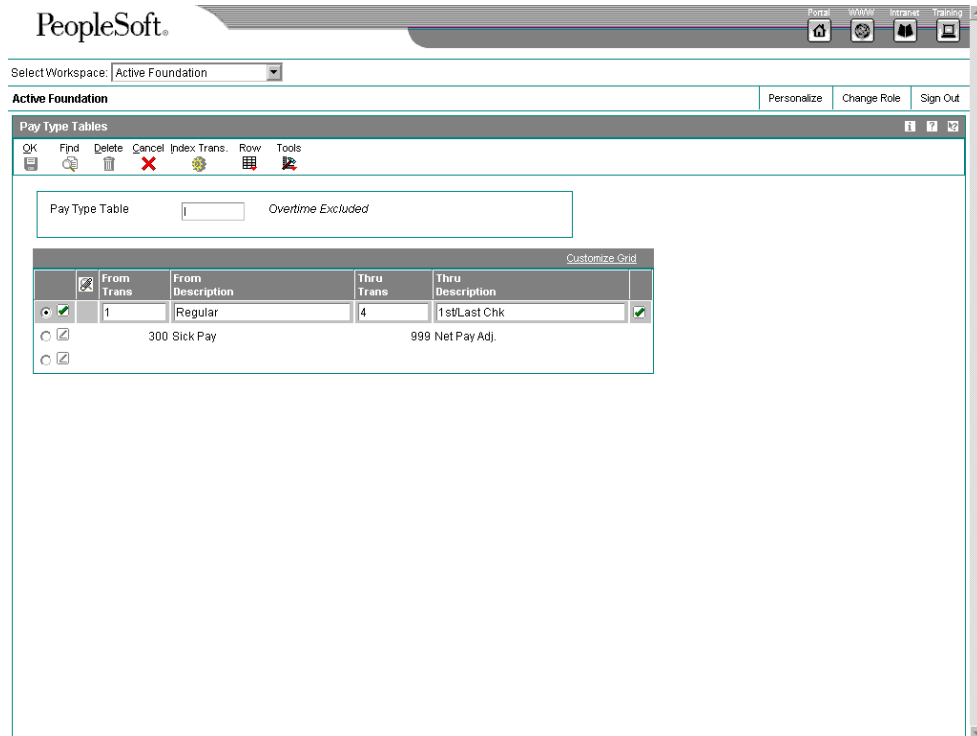 PeopleSoft®
Portal WWW Intranet Training
Select Workspace: Active Foundation
Active Foundation Personalize Change Role Sign Out
Pay Type Tables
OK Find Delete Cancel Index Trans. Row Tools
Pay Type Table Overtime Excluded
Customize Grid
From Trans From Description Thru Trans Thru Description
1 Regular 4 1st/Last Chk
300 Sick Pay 999 Net Pay Adj.